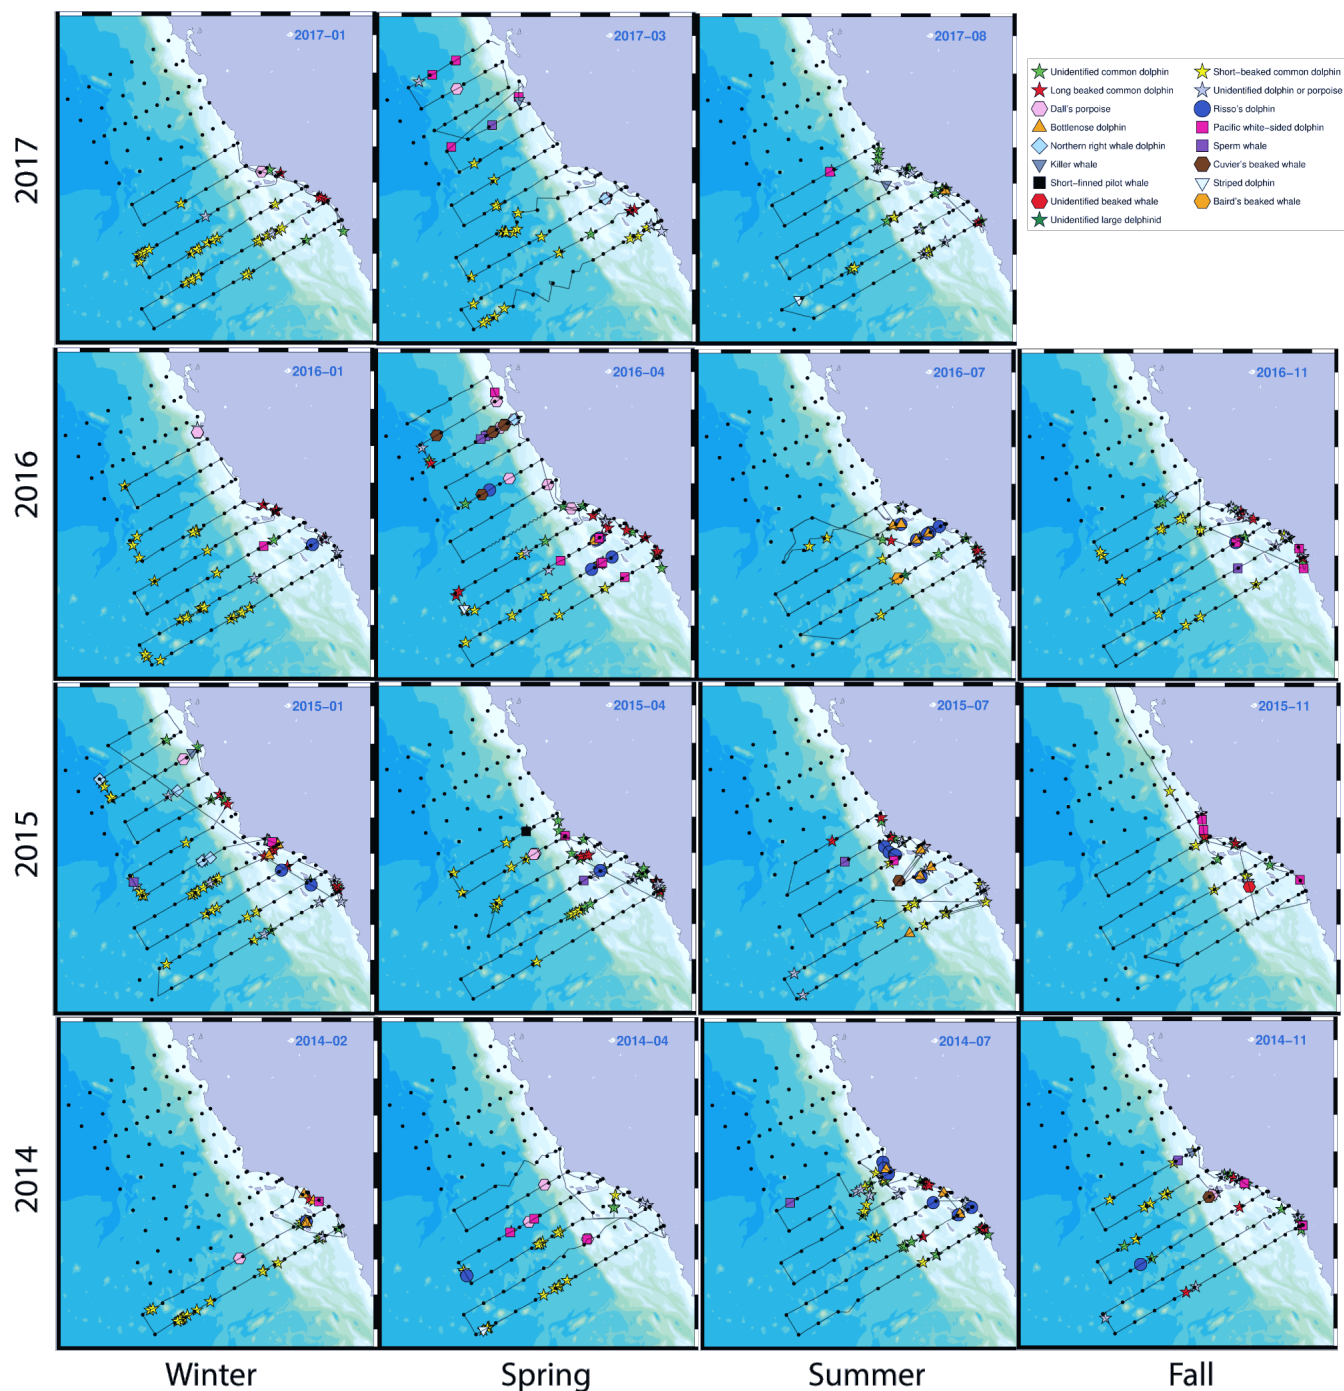 2017-01
2017-03
2017-08
Unidentified common dolphin
Short-beaked common dolphin
Long beaked common dolphin
Unidentified dolphin or porpoise
Dall's porpoise
Risso's dolphin
Bottlenose dolphin
Pacific white-sided dolphin
Northern right whale dolphin
Sperm whale
Killer whale
Cuvier's beaked whale
Short-finned pilot whale
Striped dolphin
Unidentified beaked whale
Baird's beaked whale
Unidentified large delphinid
2017
2016-01
2016-04
2016-07
2016-11
2016
2015-01
2015-04
2015-07
2015-11
2015
2014-02
2014-04
2014-07
2014-11
2014
Winter
Spring
Summer
Fall